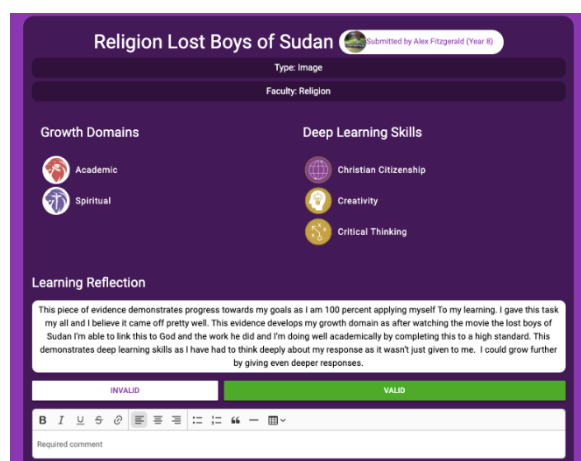 Religion Lost Boys of Sudan
Submitted by Alex Fitzgerald (Year 8)
Type: Image
Faculty: Religion
Growth Domains
Academic
Spiritual
Deep Learning Skills
Christian Citizenship
Creativity
Critical Thinking
Learning Reflection
This piece of evidence demonstrates progress towards my goals as I am 100 percent applying myself To my learning. I gave this task
my all and I believe it came off pretty well. This evidence develops my growth domain as after watching the movie the lost boys of
Sudan I'm able to link this to God and the work he did and I'm doing well academically by completing this to a high standard. This
demonstrates deep learning skills as I have had to think deeply about my response as it wasn't just given to me. I could grow further
by giving even deeper responses.
INVALID
VALID
B I U S
Required comment